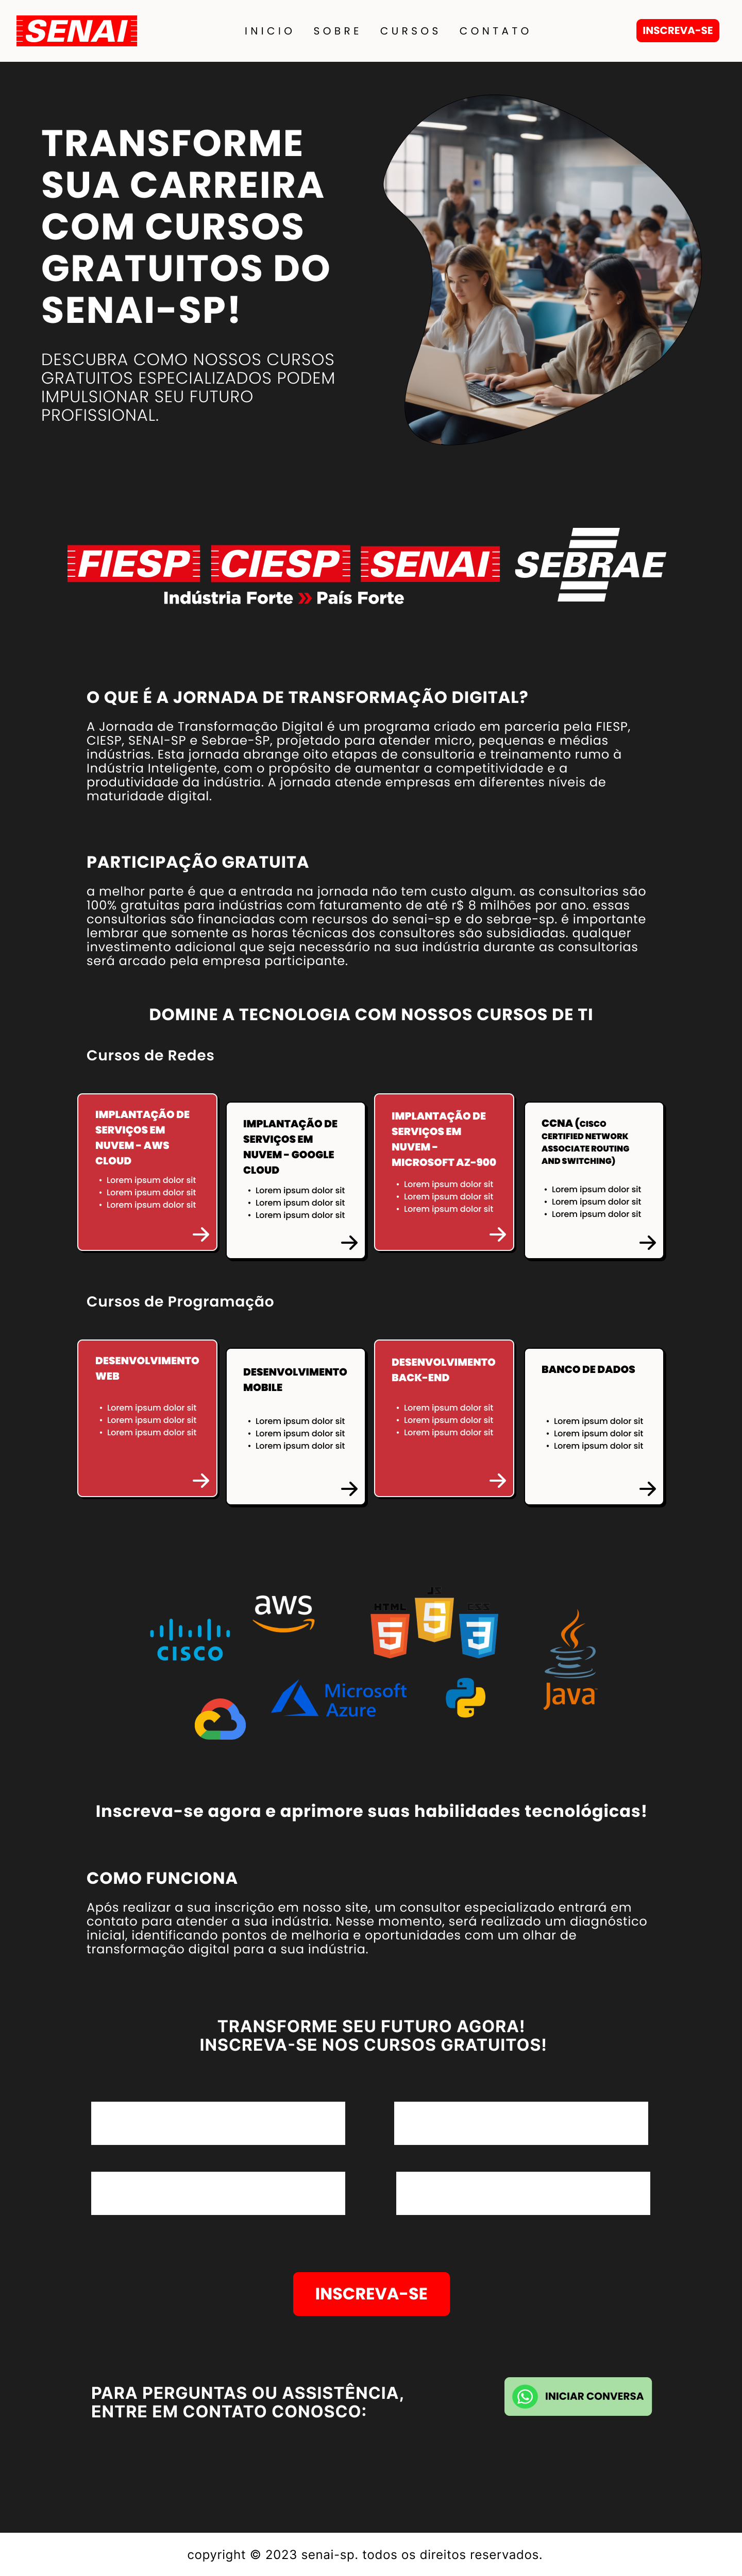 SENAI
INICIO SOBRE CURSOS CONTATO
INSCREVA-SE
TRANSFORME
SUA CARREIRA
COM CURSOS
GRATUITOS DO
SENAI-SP!
DESCUBRA COMO NOSSOS CURSOS
GRATUITOS ESPECIALIZADOS PODEM
IMPULSIONAR SEU FUTURO
PROFISSIONAL.
FIESP CIESP SENAI SEBRAE
Indústria Forte » País Forte
O QUE É A JORNADA DE TRANSFORMAÇÃO DIGITAL?
A Jornada de Transformação Digital é um programa criado em parceria pela FIESP,
CIESP, SENAI-SP e Sebrae-SP, projetado para atender micro, pequenas e médias
indústrias. Esta jornada abrange oito etapas de consultoria e treinamento rumo à
Indústria Inteligente, com o propósito de aumentar a competitividade e a
produtividade da indústria. A jornada atende empresas em diferentes níveis de
maturidade digital.
PARTICIPAÇÃO GRATUITA
a melhor parte é que a entrada na jornada não tem custo algum. as consultorias são
100% gratuitas para indústrias com faturamento de até r$ 8 milhões por ano. essas
consultorias são financiadas com recursos do senai-sp e do sebrae-sp. é importante
lembrar que somente as horas técnicas dos consultores são subsidiadas. qualquer
investimento adicional que seja necessário na sua indústria durante as consultorias
será arcado pela empresa participante.
DOMINE A TECNOLOGIA COM NOSSOS CURSOS DE TI
Cursos de Redes
IMPLANTAÇÃO DE
SERVIÇOS EM
NUVEM - AWS
CLOUD
• Lorem ipsum dolor sit
• Lorem ipsum dolor sit
• Lorem ipsum dolor sit
IMPLANTAÇÃO DE
SERVIÇOS EM
NUVEM - GOOGLE
CLOUD
• Lorem ipsum dolor sit
• Lorem ipsum dolor sit
• Lorem ipsum dolor sit
IMPLANTAÇÃO DE
SERVIÇOS EM
NUVEM -
MICROSOFT AZ-900
• Lorem ipsum dolor sit
• Lorem ipsum dolor sit
• Lorem ipsum dolor sit
CCNA (CISCO
CERTIFIED NETWORK
ASSOCIATE ROUTING
AND SWITCHING)
• Lorem ipsum dolor sit
• Lorem ipsum dolor sit
• Lorem ipsum dolor sit
Cursos de Programação
DESENVOLVIMENTO
WEB
• Lorem ipsum dolor sit
• Lorem ipsum dolor sit
• Lorem ipsum dolor sit
DESENVOLVIMENTO
MOBILE
• Lorem ipsum dolor sit
• Lorem ipsum dolor sit
• Lorem ipsum dolor sit
DESENVOLVIMENTO
BACK-END
• Lorem ipsum dolor sit
• Lorem ipsum dolor sit
• Lorem ipsum dolor sit
BANCO DE DADOS
• Lorem ipsum dolor sit
• Lorem ipsum dolor sit
• Lorem ipsum dolor sit
CISCO
aws
HTML JS CSS
5 5 3
Java
Microsoft
Azure
Inscreva-se agora e aprimore suas habilidades tecnológicas!
COMO FUNCIONA
Após realizar a sua inscrição em nosso site, um consultor especializado entrará em
contato para atender a sua indústria. Nesse momento, será realizado um diagnóstico
inicial, identificando pontos de melhoria e oportunidades com um olhar de
transformação digital para a sua indústria.
TRANSFORME SEU FUTURO AGORA!
INSCREVA-SE NOS CURSOS GRATUITOS!
INSCREVA-SE
PARA PERGUNTAS OU ASSISTÊNCIA,
ENTRE EM CONTATO CONOSCO:
INICIAR CONVERSA
copyright © 2023 senai-sp. todos os direitos reservados.